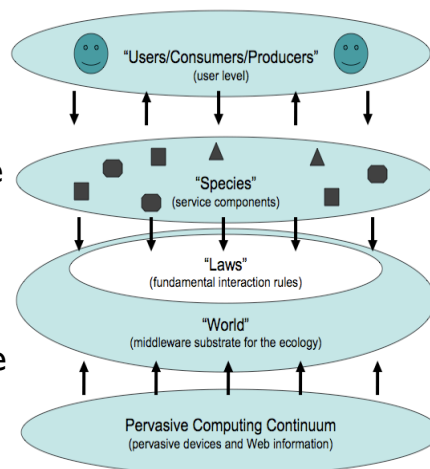 “Users/Consumers/Producers”
(user level)
“Species”
(service components)
“Laws”
(fundamental interaction rules)
“World”
(middleware substrate for the ecology)
Pervasive Computing Continuum
(pervasive devices and Web information)